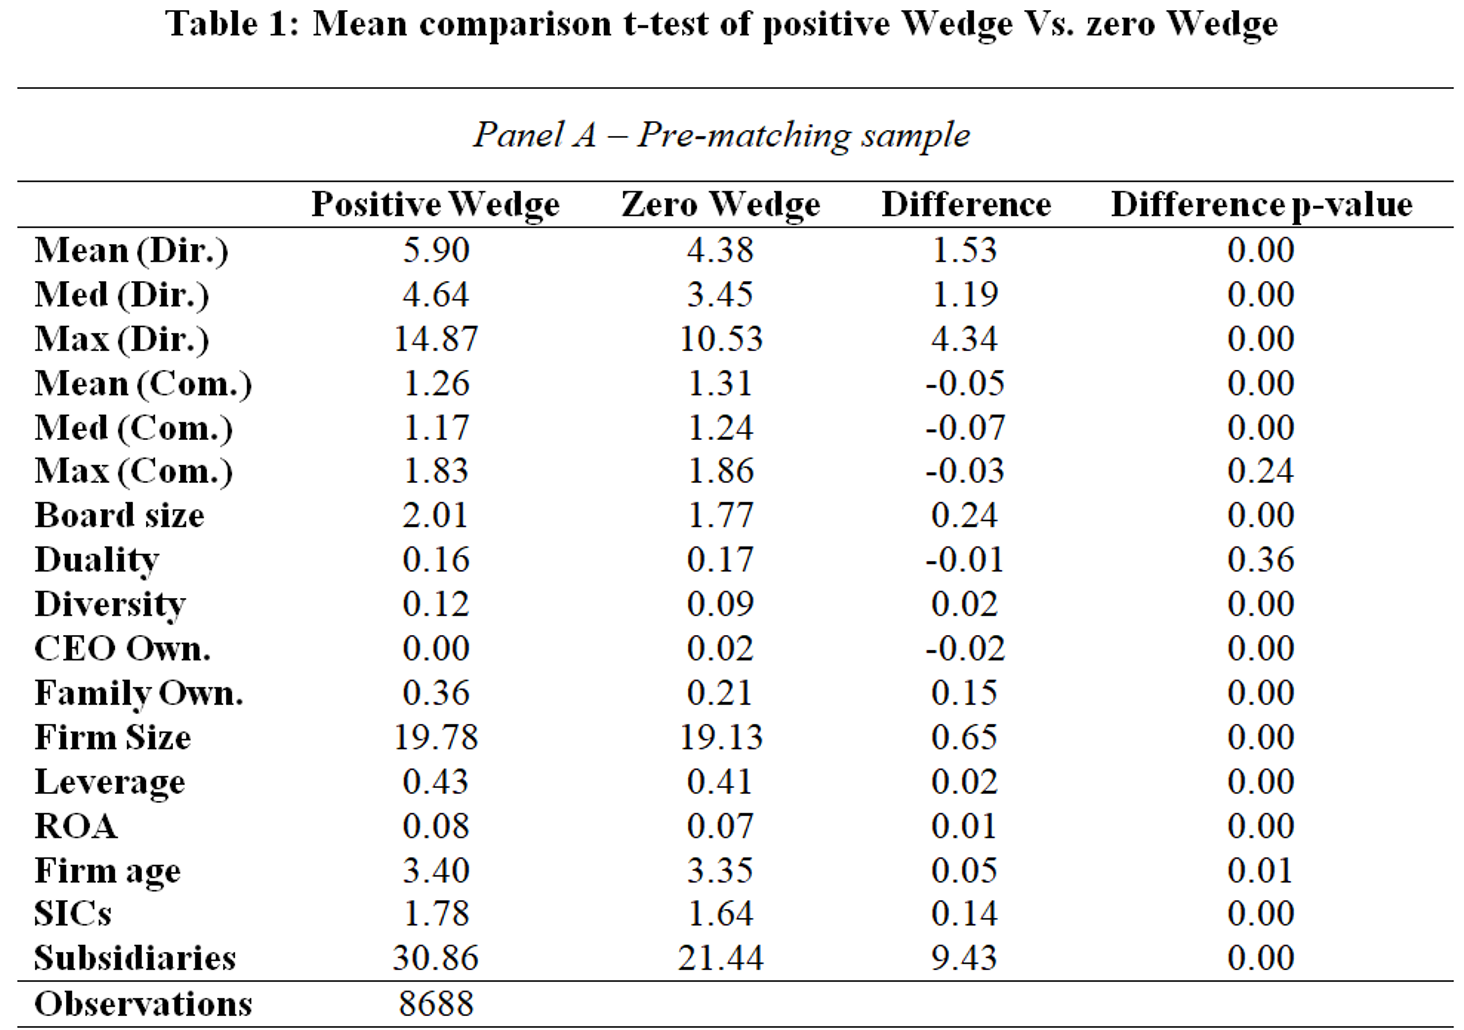 Table 1: Mean comparison t-test of positive Wedge Vs. zero Wedge
Panel A – Pre-matching sample
Positive Wedge Zero Wedge Difference Difference p-value
Mean (Dir.) 5.90 4.38 1.53 0.00
Med (Dir.) 4.64 3.45 1.19 0.00
Max (Dir.) 14.87 10.53 4.34 0.00
Mean (Com.) 1.26 1.31 -0.05 0.00
Med (Com.) 1.17 1.24 -0.07 0.00
Max (Com.) 1.83 1.86 -0.03 0.24
Board size 2.01 1.77 0.24 0.00
Duality 0.16 0.17 -0.01 0.36
Diversity 0.12 0.09 0.02 0.00
CEO Own. 0.00 0.02 -0.02 0.00
Family Own. 0.36 0.21 0.15 0.00
Firm Size 19.78 19.13 0.65 0.00
Leverage 0.43 0.41 0.02 0.00
ROA 0.08 0.07 0.01 0.00
Firm age 3.40 3.35 0.05 0.01
SICs 1.78 1.64 0.14 0.00
Subsidiaries 30.86 21.44 9.43 0.00
Observations 8688